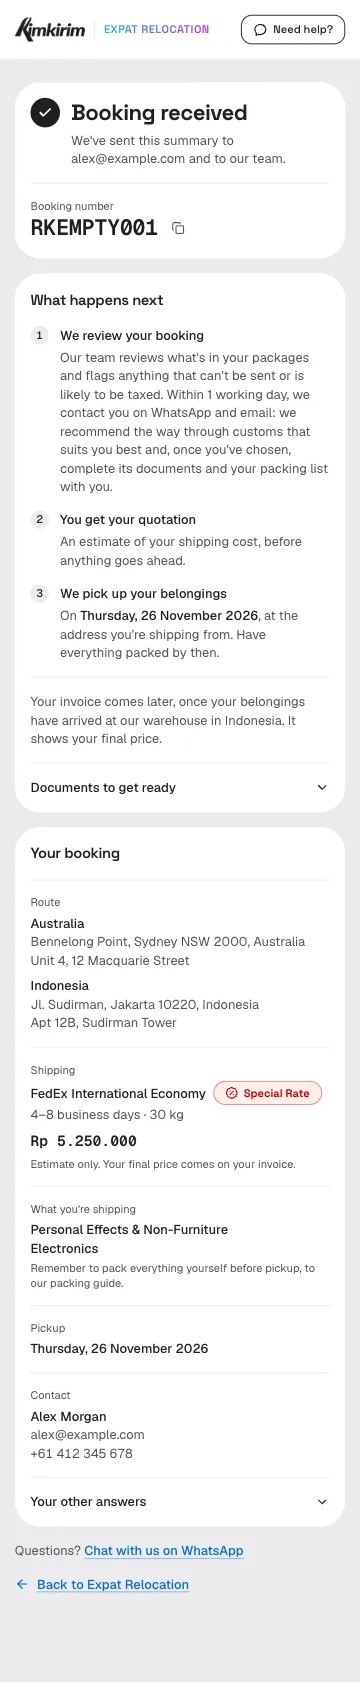 Kimkirim
EXPAT RELOCATION
Need help?
Booking received
We've sent this summary to
alex@example.com and to our team.
Booking number
RKEMPTY001
What happens next
1 We review your booking
Our team reviews what's in your packages
and flags anything that can't be sent or is
likely to be taxed. Within 1 working day, we
contact you on WhatsApp and email: we
recommend the way through customs that
suits you best and, once you've chosen,
complete its documents and your packing list
with you.
2 You get your quotation
An estimate of your shipping cost, before
anything goes ahead.
3 We pick up your belongings
On Thursday, 26 November 2026, at the
address you're shipping from. Have
everything packed by then.
Your invoice comes later, once your belongings
have arrived at our warehouse in Indonesia. It
shows your final price.
Documents to get ready
Your booking
Route
Australia
Bennelong Point, Sydney NSW 2000, Australia
Unit 4, 12 Macquarie Street
Indonesia
Jl. Sudirman, Jakarta 10220, Indonesia
Apt 12B, Sudirman Tower
Shipping
FedEx International Economy Special Rate
4–8 business days · 30 kg
Rp 5.250.000
Estimate only. Your final price comes on your invoice.
What you're shipping
Personal Effects & Non-Furniture
Electronics
Remember to pack everything yourself before pickup, to
our packing guide.
Pickup
Thursday, 26 November 2026
Contact
Alex Morgan
alex@example.com
+61 412 345 678
Your other answers
Questions? Chat with us on WhatsApp
Back to Expat Relocation